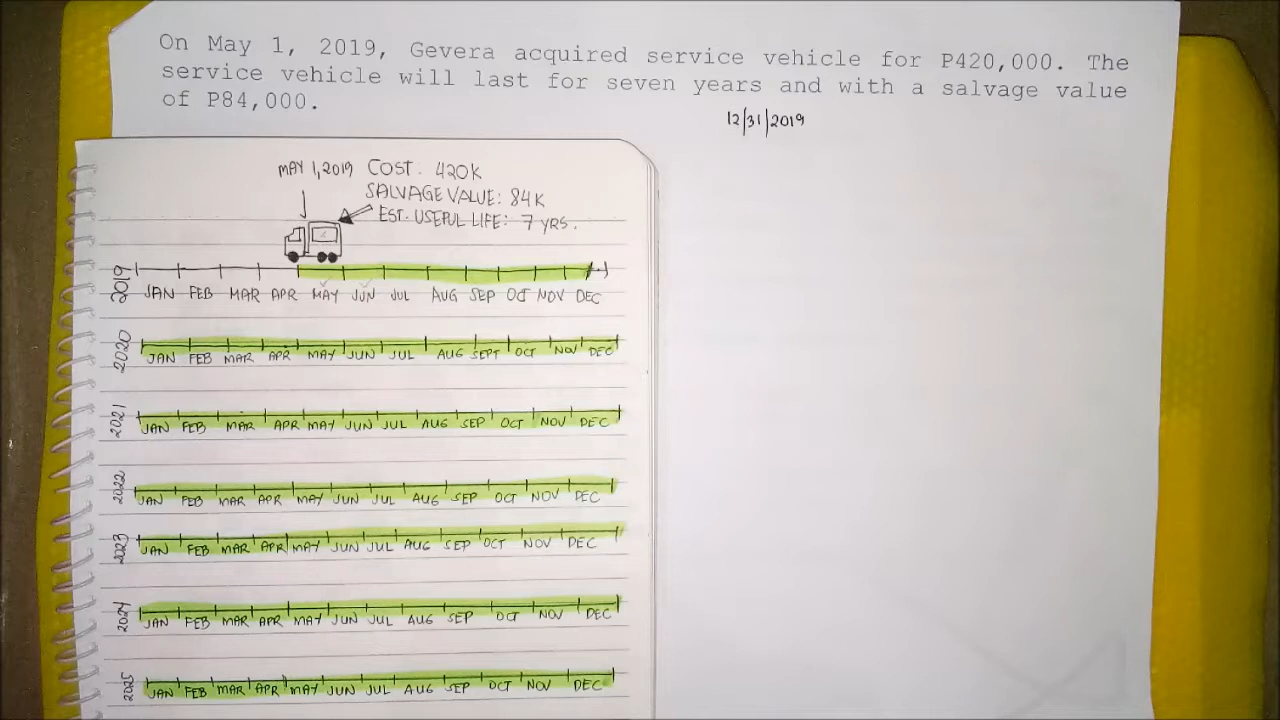 On May 1, 2019, Gevera acquired service vehicle for P420,000. The
service vehicle will last for seven years and with a salvage value
of P84,000.
12/31/2019
MAY 1, 2019 COST: 420K
SALVAGE VALUE: 84K
EST. USEFUL LIFE: 7 YRS.
2019
JAN FEB MAR APR MAY JUN JUL AUG SEP OCT NOV DEC
2020
JAN FEB MAR APR MAY JUN JUL AUG SEPT OCT NOV DEC
2021
JAN FEB MAR APR MAY JUN JUL AUG SEP OCT NOV DEC
2022
JAN FEB MAR APR MAY JUN JUL AUG SEP OCT NOV DEC
2023
JAN FEB MAR APR MAY JUN JUL AUG SEP OCT NOV DEC
2024
JAN FEB MAR APR MAY JUN JUL AUG SEP OCT NOV DEC
2025
JAN FEB MAR APR MAY JUN JUL AUG SEP OCT NOV DEC